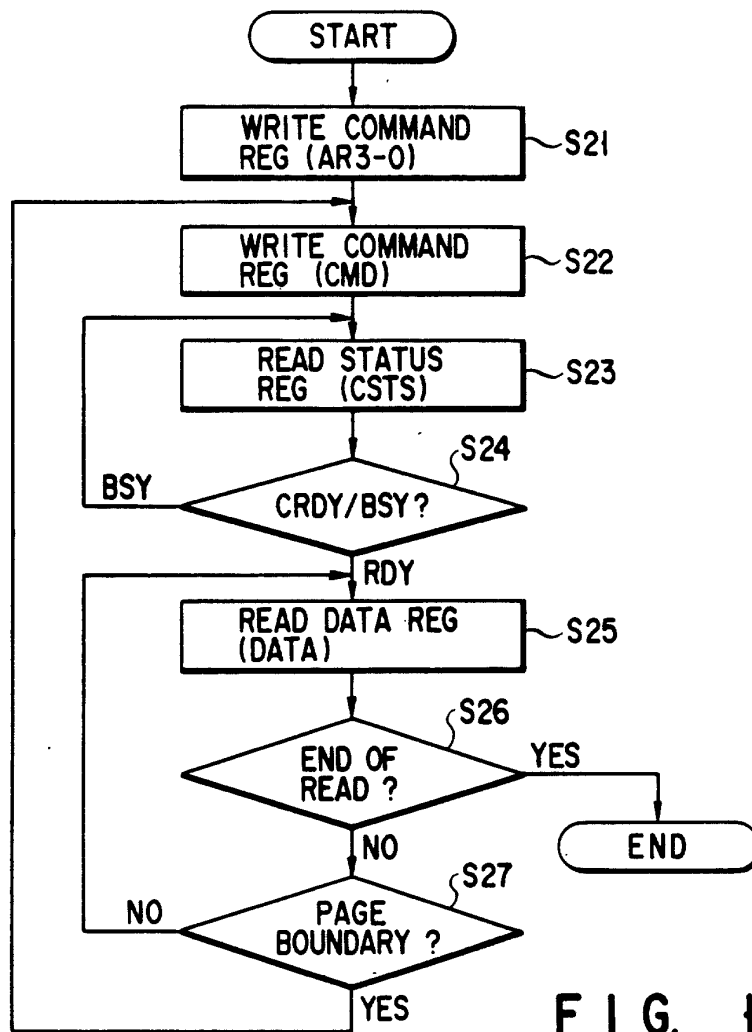 START
WRITE COMMAND
REG (AR3-0)
S21
WRITE COMMAND
REG (CMD)
S22
READ STATUS
REG (CSTS)
S23
S24
BSY
CRDY/BSY?
RDY
READ DATA REG
(DATA)
S25
S26
END OF
READ ?
YES
END
NO
S27
NO
PAGE
BOUNDARY ?
YES
FIG.